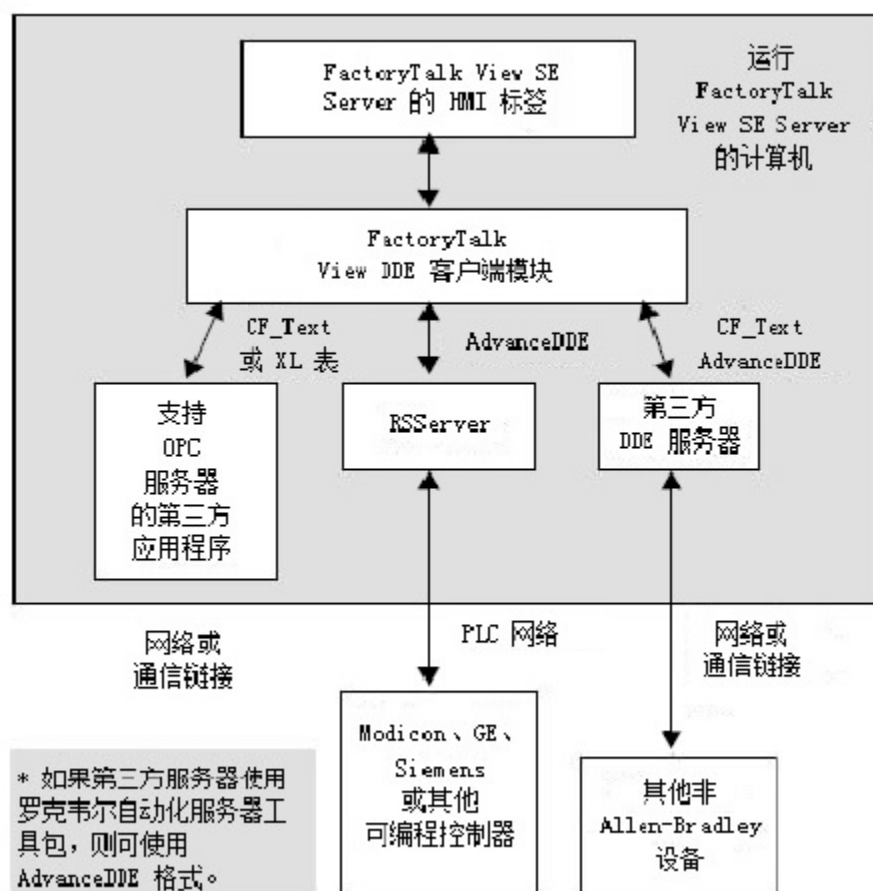 FactoryTalk View SE
Server 的 HMI 标签
运行
FactoryTalk
View SE Server
的计算机
FactoryTalk
View DDE 客户端模块
CF_Text
或 XL 表
AdvanceDDE
CF_Text
AdvanceDDE
支持
OPC
服务器
的第三方
应用程序
RSServer
第三方
DDE 服务器
网络或
通信链接
PLC 网络
网络或
通信链接
Modicon、GE、
Siemens
或其他
可编程控制器
其他非
Allen-Bradley
设备
* 如果第三方服务器使用
罗克韦尔自动化服务器工
具包，则可使用
AdvanceDDE 格式。